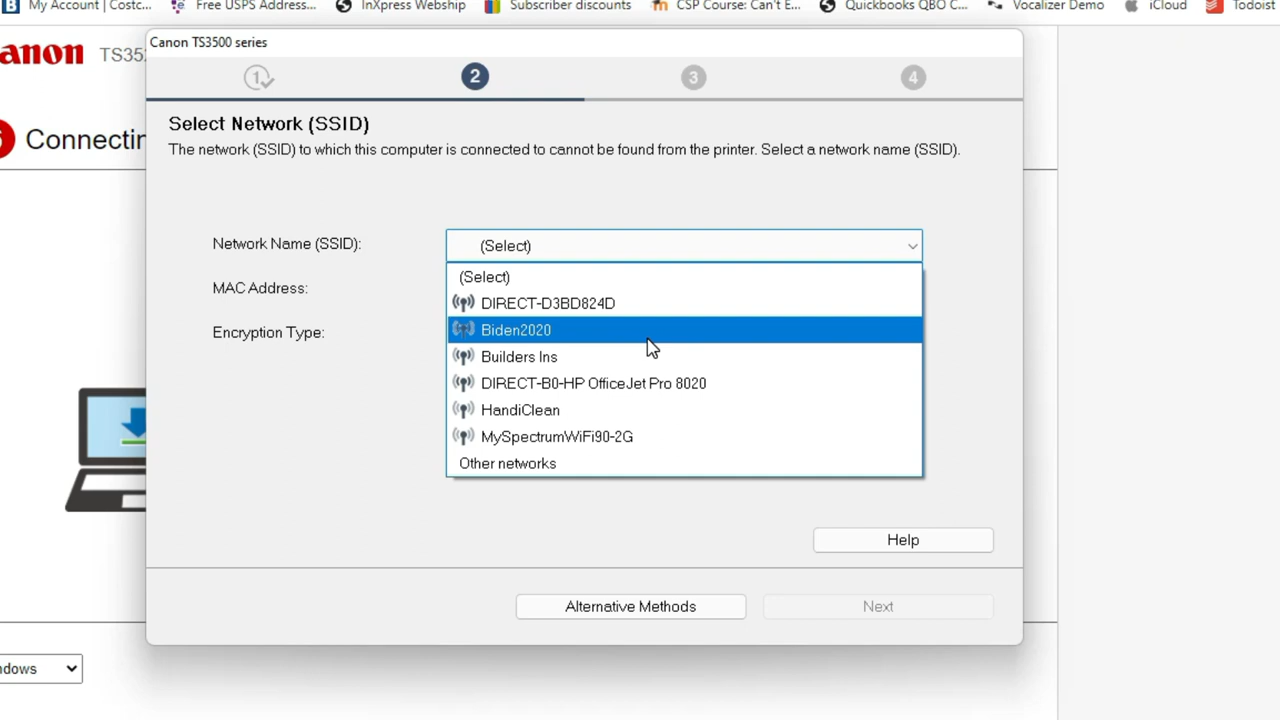 My Account | Costc... Free USPS Address... InXpress Webship Subscriber discounts CSP Course: Can't E... Quickbooks QBO C... Vocalizer Demo iCloud Todoist
Canon TS3500 series
anon TS35
1 2 3 4
Select Network (SSID)
Connectin
The network (SSID) to which this computer is connected to cannot be found from the printer. Select a network name (SSID).
Network Name (SSID): (Select)
(Select)
MAC Address:
DIRECT-D3BD824D
Encryption Type:
Biden2020
Builders Ins
DIRECT-B0-HP OfficeJet Pro 8020
HandiClean
MySpectrumWiFi90-2G
Other networks
Help
Alternative Methods Next
ndows